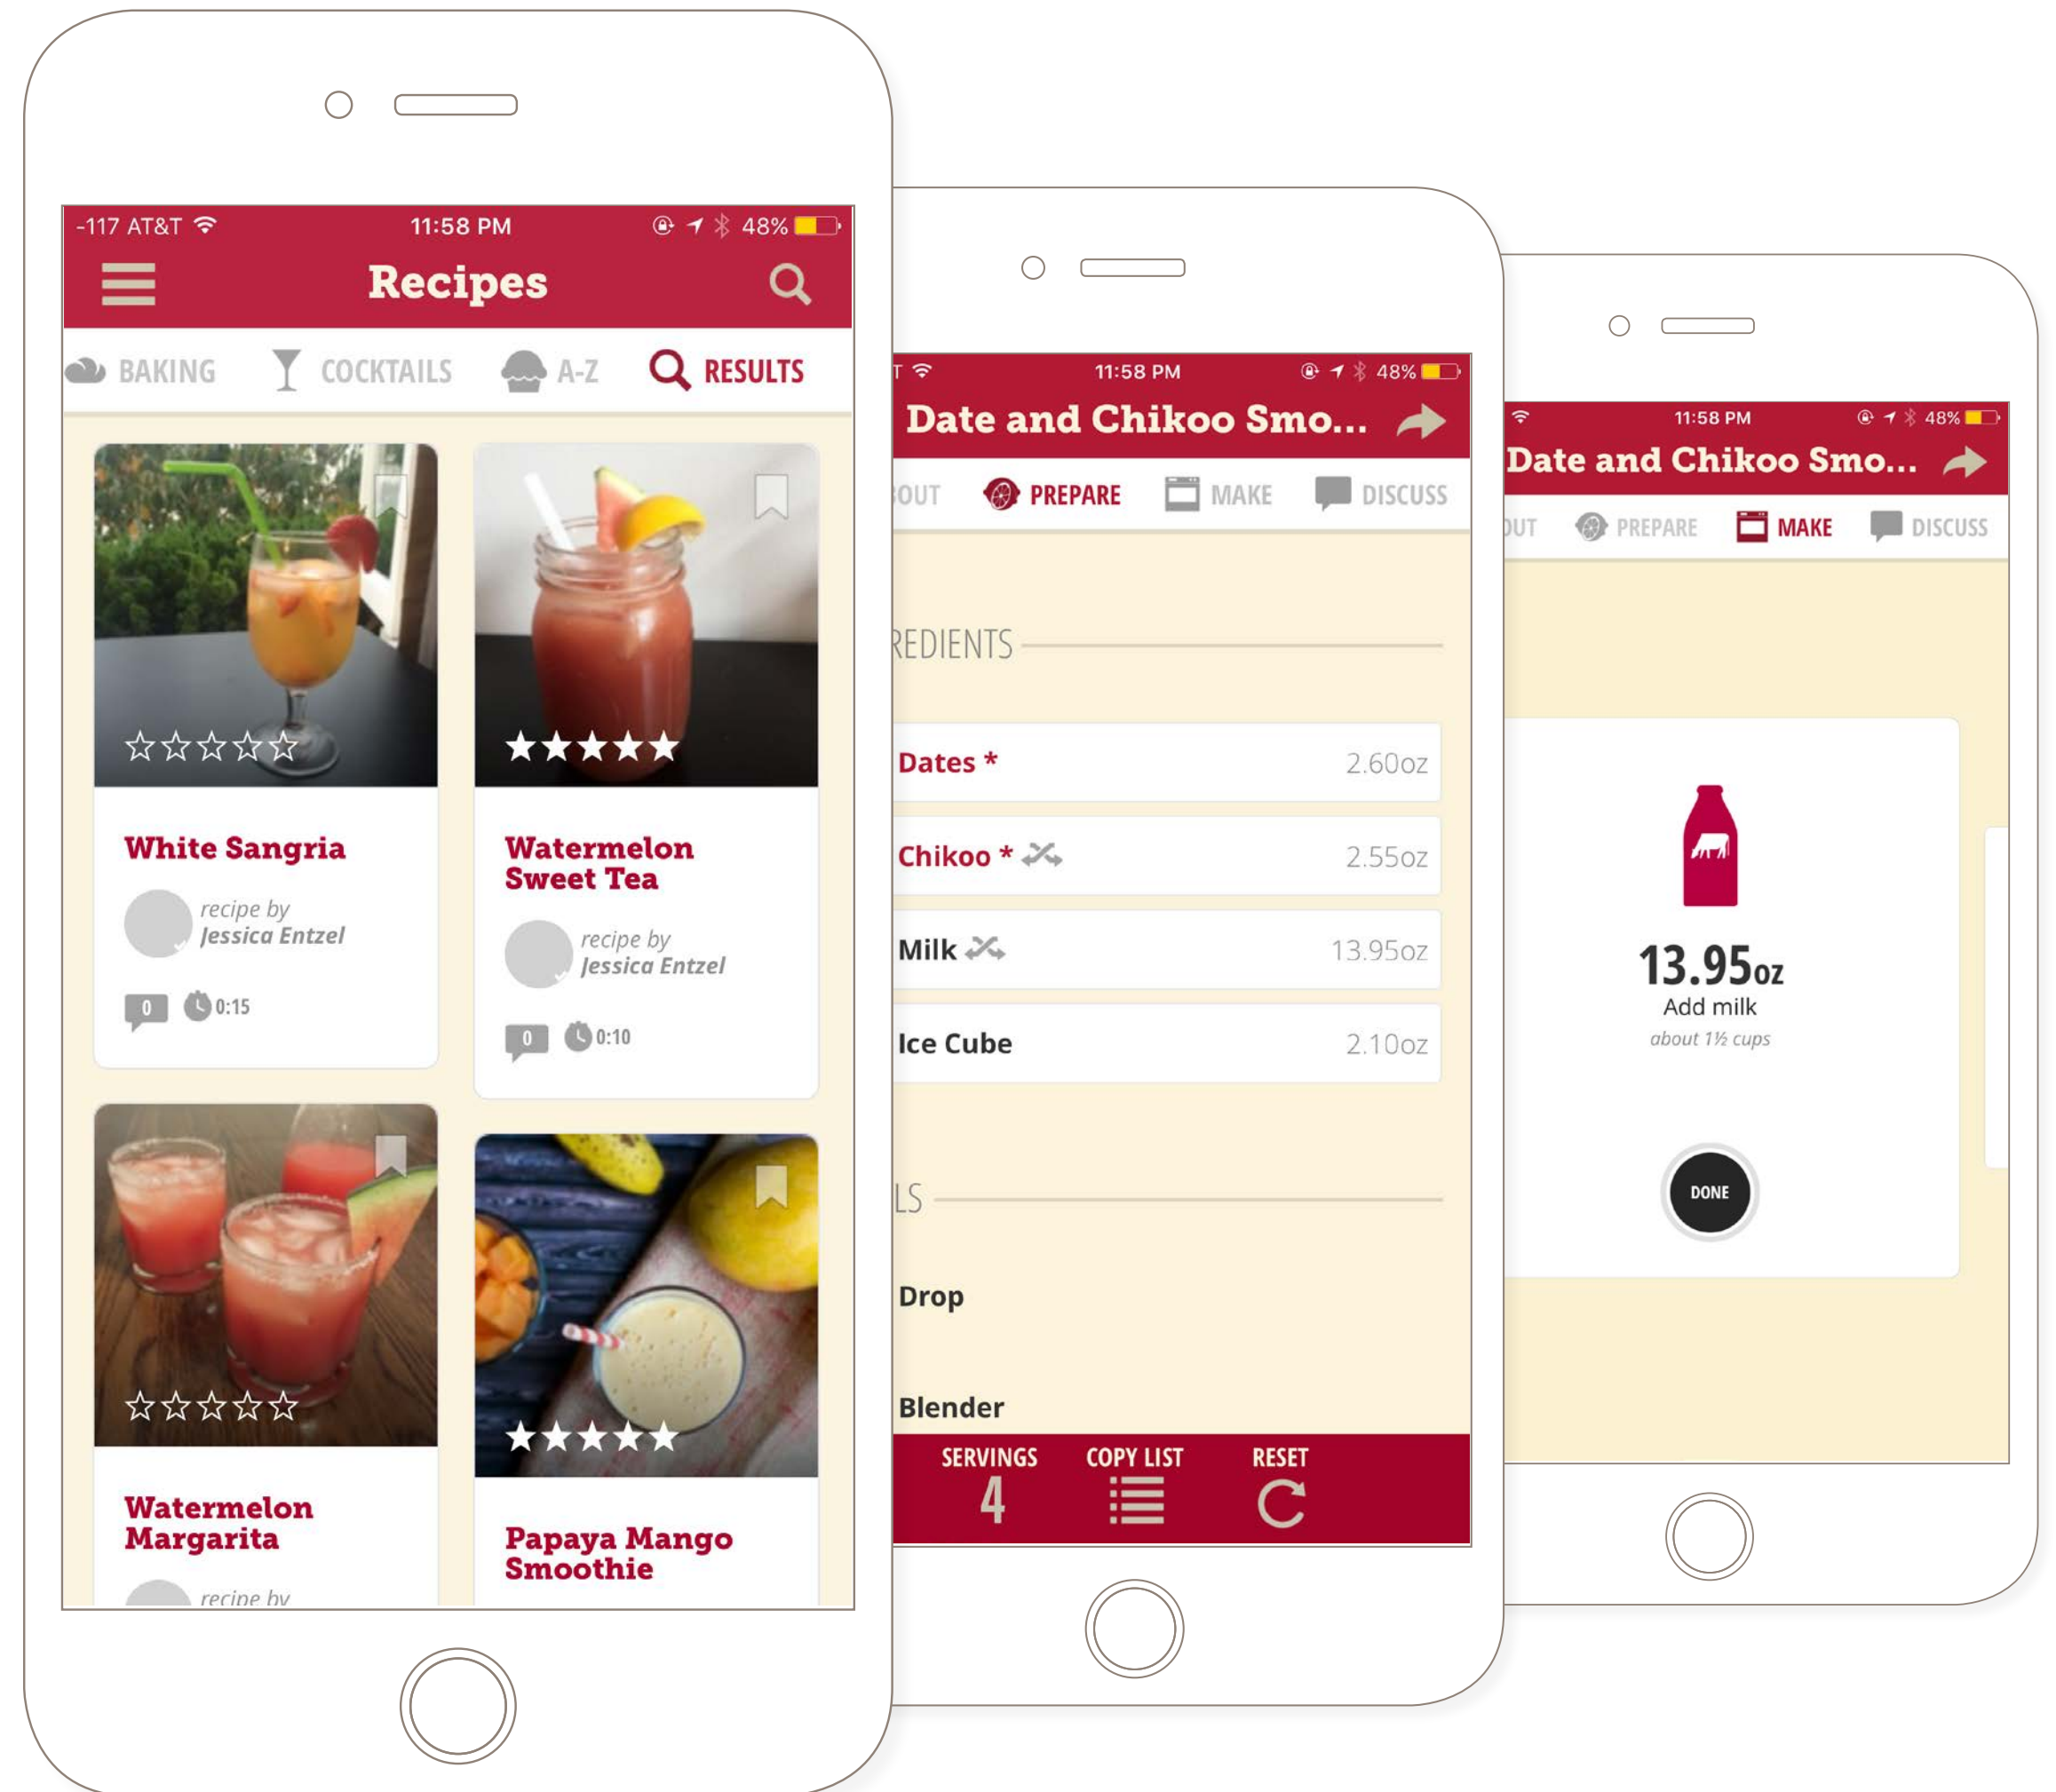 -117 AT&T 11:58 PM 48%
Recipes
BAKING COCKTAILS A-Z RESULTS
White Sangria
recipe by
Jessica Entzel
0 0:15
Watermelon
Sweet Tea
recipe by
Jessica Entzel
0 0:10
Watermelon
Margarita
recipe by
Papaya Mango
Smoothie
T 11:58 PM 48%
Date and Chikoo Smo...
OUT PREPARE MAKE DISCUSS
REDIENTS
Dates * 2.60oz
Chikoo * 2.55oz
Milk 13.95oz
Ice Cube 2.10oz
LS
Drop
Blender
SERVINGS COPY LIST RESET
4
11:58 PM 48%
Date and Chikoo Smo...
OUT PREPARE MAKE DISCUSS
13.95oz
Add milk
about 1½ cups
DONE